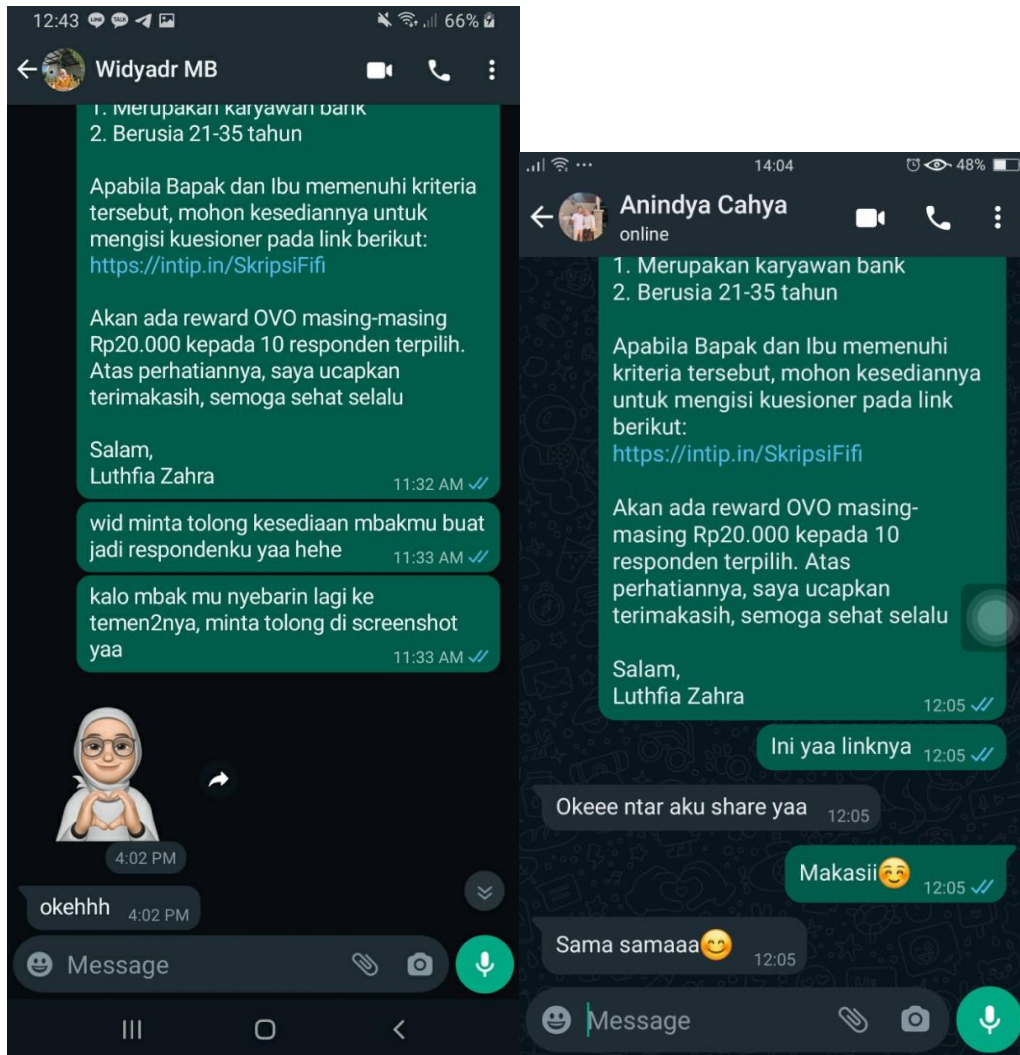 12:43
66%
Widyadr MB
1. Merupakan karyawan bank
2. Berusia 21-35 tahun
Apabila Bapak dan Ibu memenuhi kriteria
tersebut, mohon kesediannya untuk
mengisi kuesioner pada link berikut:
https://intip.in/SkripsiFifi
Akan ada reward OVO masing-masing
Rp20.000 kepada 10 responden terpilih.
Atas perhatiannya, saya ucapkan
terimakasih, semoga sehat selalu
Salam,
Luthfia Zahra
11:32 AM
wid minta tolong kesediaan mbakmu buat
jadi respondenku yaa hehe
11:33 AM
kalo mbak mu nyebarin lagi ke
temen2nya, minta tolong di screenshot
yaa
11:33 AM
4:02 PM
okehhh
4:02 PM
Message
14:04
48%
Anindya Cahya
online
1. Merupakan karyawan bank
2. Berusia 21-35 tahun
Apabila Bapak dan Ibu memenuhi
kriteria tersebut, mohon kesediannya
untuk mengisi kuesioner pada link
berikut:
https://intip.in/SkripsiFifi
Akan ada reward OVO masing-
masing Rp20.000 kepada 10
responden terpilih. Atas
perhatiannya, saya ucapkan
terimakasih, semoga sehat selalu
Salam,
Luthfia Zahra
12:05
Ini yaa linknya
12:05
Okeee ntar aku share yaa
12:05
Makasii☺️
12:05
Sama samaaa😊
12:05
Message